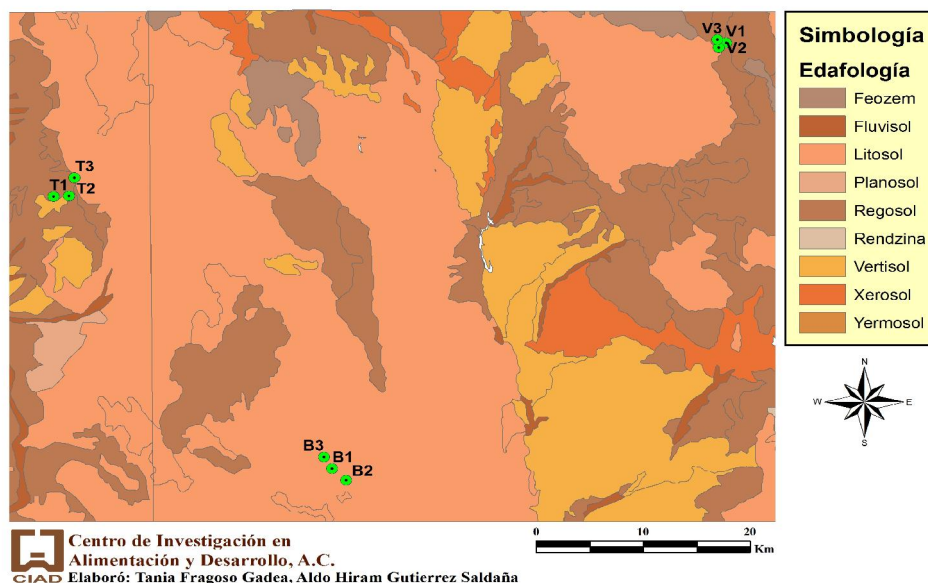 V3 V1
V2
T3
T1 T2
B3
B1
B2
Simbología
Edafología
Feozem
Fluvisol
Litosol
Planosol
Regosol
Rendzina
Vertisol
Xerosol
Yermosol
N
W E
S
0 10 20
Km
CIAD
Centro de Investigación en
Alimentación y Desarrollo, A.C.
Elaboró: Tania Fragoso Gadea, Aldo Hiram Gutierrez Saldaña